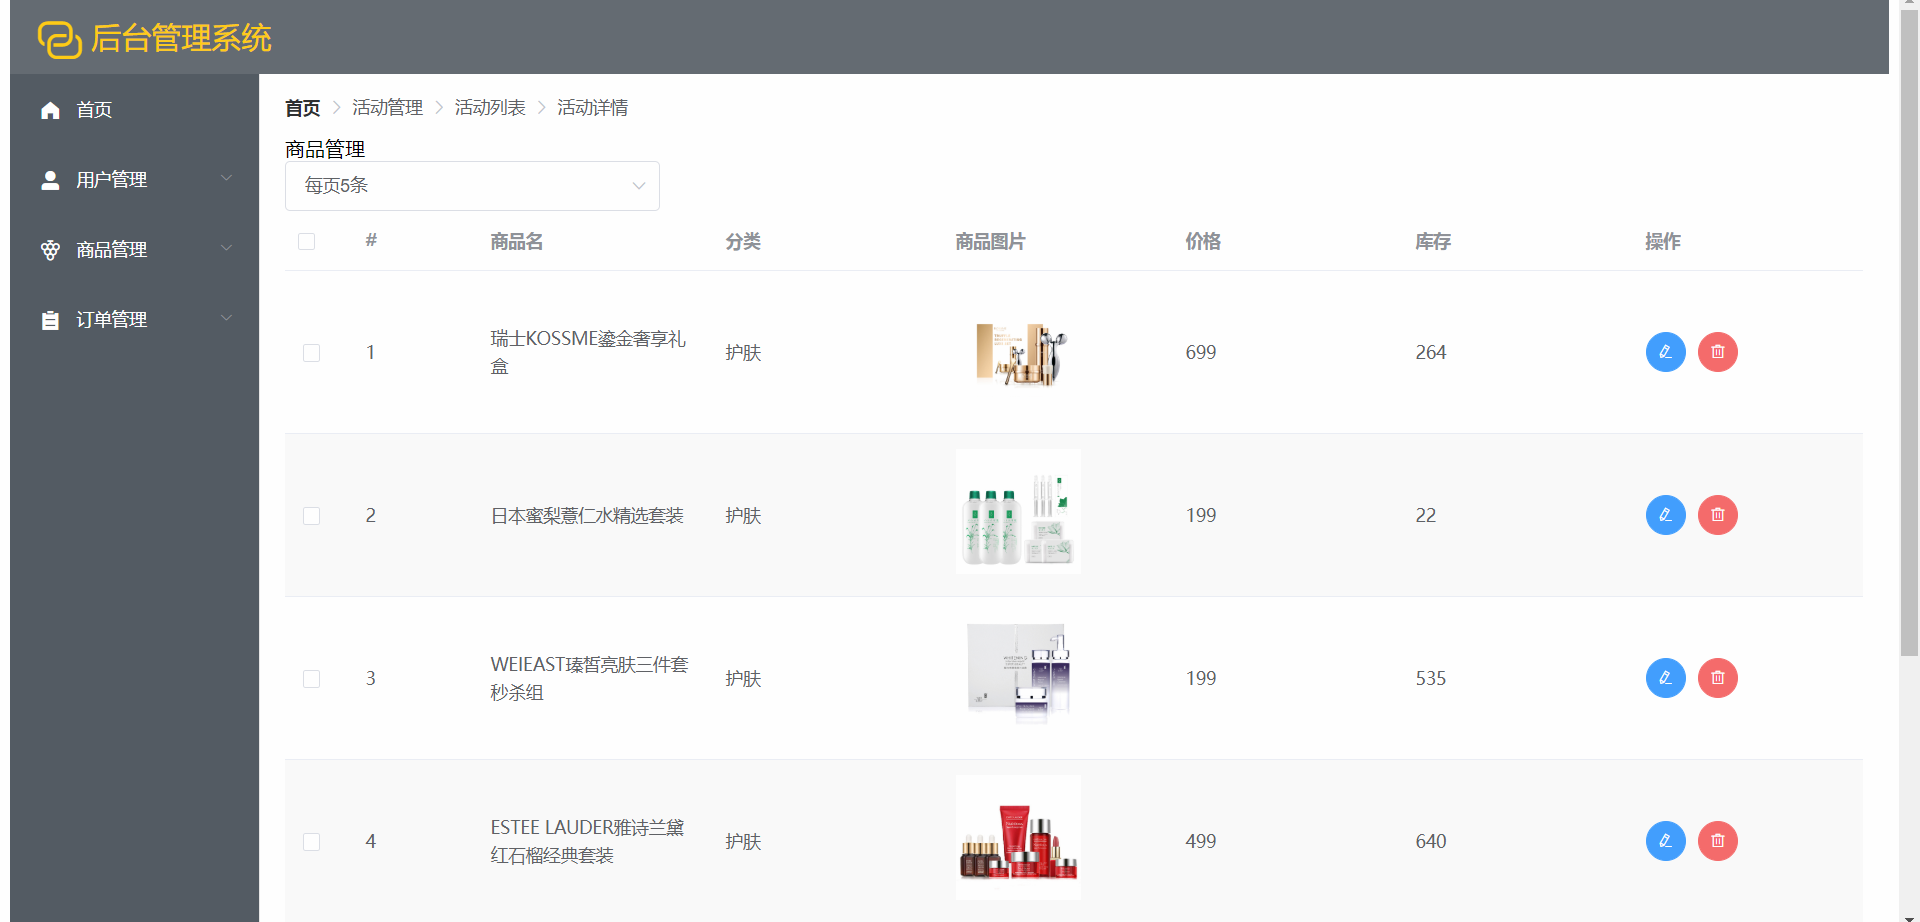 后台管理系统
首页
用户管理
商品管理
订单管理
首页 活动管理 活动列表 活动详情
商品管理
每页5条
# 商品名 分类 商品图片 价格 库存 操作
1 瑞士KOSSME鎏金奢享礼盒 护肤 699 264
2 日本蜜梨薏仁水精选套装 护肤 199 22
3 WEIEAST瑧皙亮肤三件套秒杀组 护肤 199 535
4 ESTEE LAUDER雅诗兰黛红石榴经典套装 护肤 499 640